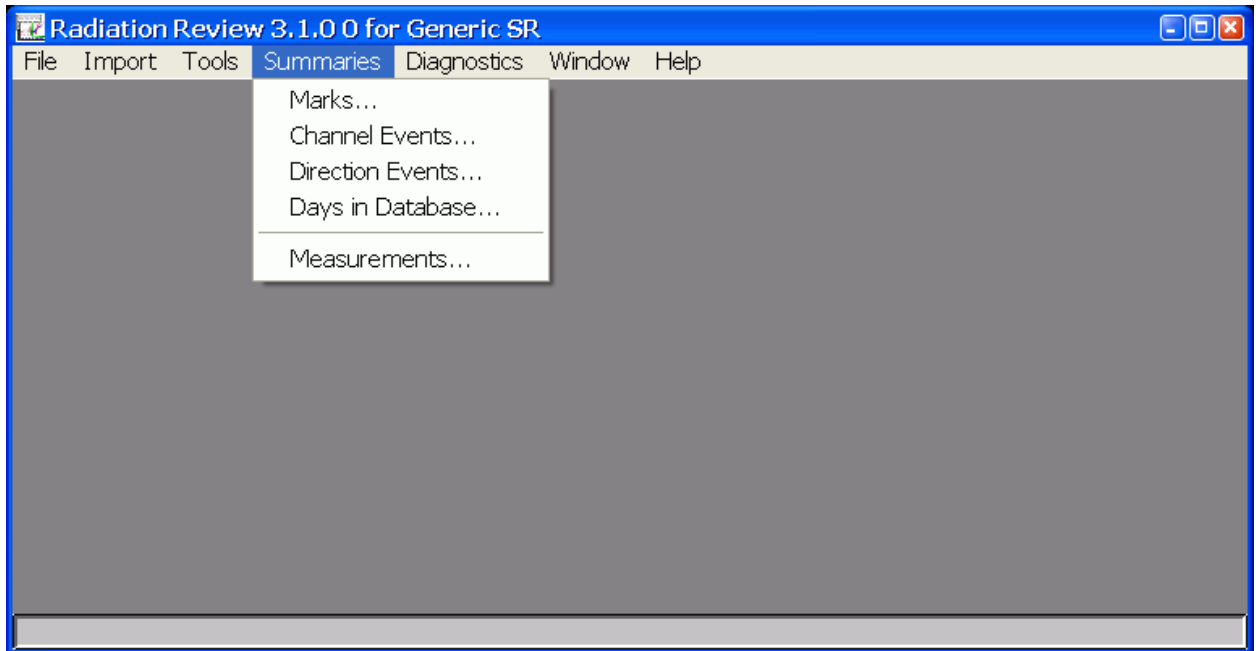 Radiation Review 3.1.0 0 for Generic SR
File Import Tools Summaries Diagnostics Window Help
Marks...
Channel Events...
Direction Events...
Days in Database...
Measurements...